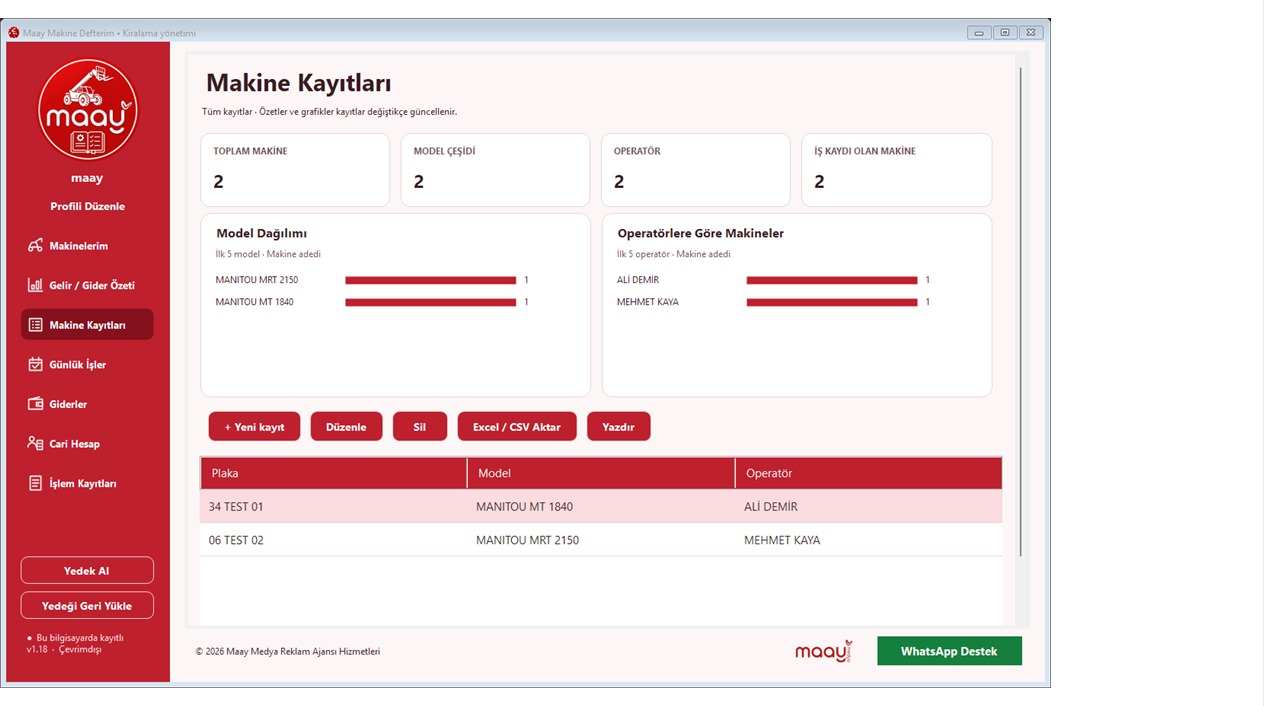 Maay Makine Defterim • Kiralama yönetimi
maay
maay
Profili Düzenle
Makinelerim
Gelir / Gider Özeti
Makine Kayıtları
Günlük İşler
Giderler
Cari Hesap
İşlem Kayıtları
Yedek Al
Yedeği Geri Yükle
● Bu bilgisayarda kayıtlı
v1.18 · Çevrimdışı
Makine Kayıtları
Tüm kayıtlar · Özetler ve grafikler kayıtlar değiştikçe güncellenir.
TOPLAM MAKİNE
2
MODEL ÇEŞİDİ
2
OPERATÖR
2
İŞ KAYDI OLAN MAKİNE
2
Model Dağılımı
İlk 5 model · Makine adedi
MANITOU MRT 2150 1
MANITOU MT 1840 1
Operatörlere Göre Makineler
İlk 5 operatör · Makine adedi
ALİ DEMİR 1
MEHMET KAYA 1
+ Yeni kayıt Düzenle Sil Excel / CSV Aktar Yazdır
Plaka Model Operatör
34 TEST 01 MANITOU MT 1840 ALİ DEMİR
06 TEST 02 MANITOU MRT 2150 MEHMET KAYA
© 2026 Maay Medya Reklam Ajansı Hizmetleri
maay
WhatsApp Destek